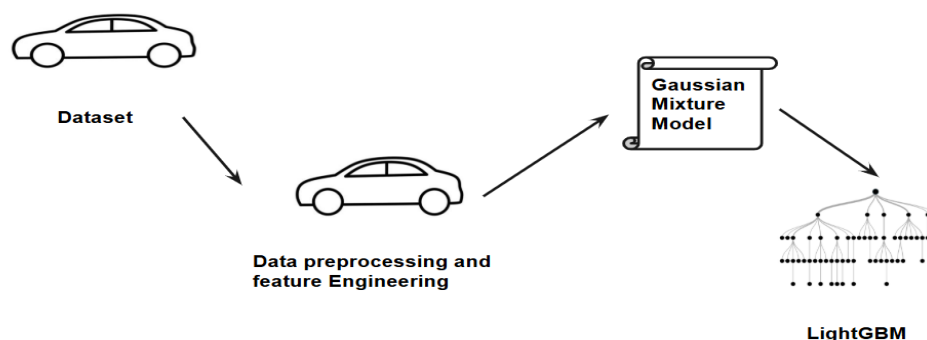 Dataset
Data preprocessing and
feature Engineering
Gaussian
Mixture
Model
LightGBM